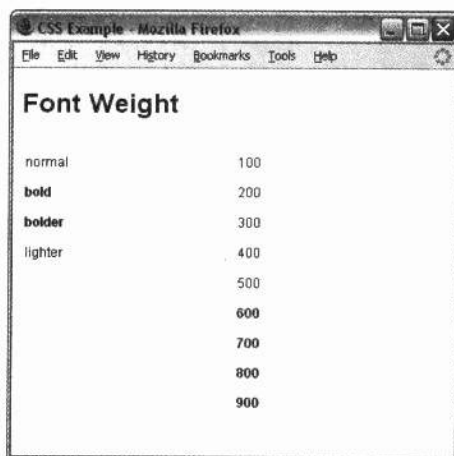 CSS Example - Mozilla Firefox
File Edit View History Bookmarks Tools Help
Font Weight
normal 100
bold 200
bolder 300
lighter 400
500
600
700
800
900